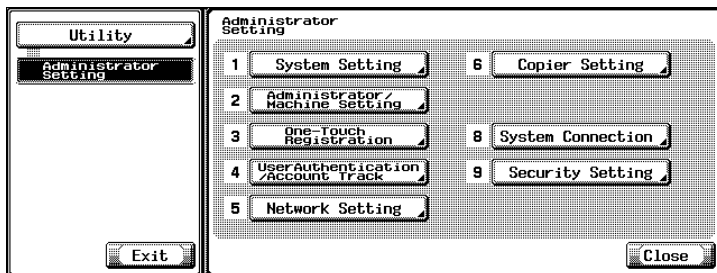 Utility
Administrator
Setting
Exit
Administrator
Setting
1 System Setting
2 Administrator/
Machine Setting
3 One-Touch
Registration
4 UserAuthentication
/Account Track
5 Network Setting
6 Copier Setting
8 System Connection
9 Security Setting
Close